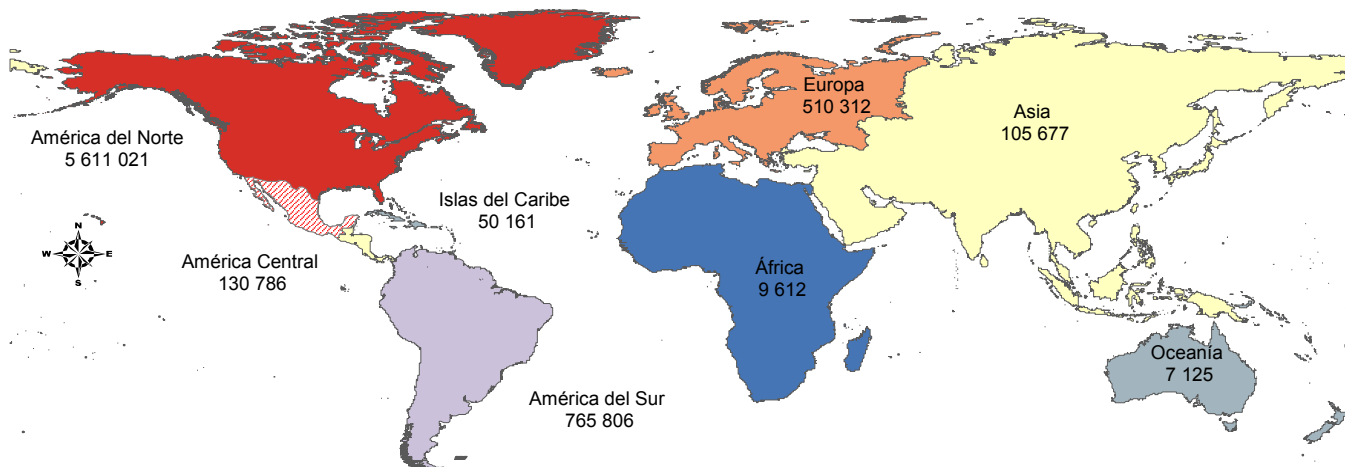 Europa
510 312
Asia
105 677
América del Norte
5 611 021
Islas del Caribe
50 161
N
W
E
S
América Central
130 786
África
9 612
Oceanía
7 125
América del Sur
765 806